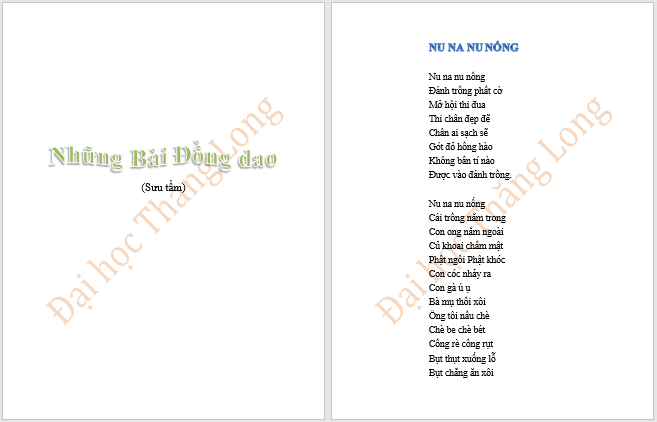 Những Bài Đồng dao
(Sưu tầm)
Đại học Thăng Long
NU NA NU NỐNG
Nu na nu nống
Đánh trống phất cờ
Mở hội thi đua
Thi chân đẹp đẽ
Chân ai sạch sẽ
Gót đỏ hồng hào
Không bẩn tí nào
Được vào đánh trống.
Nu na nu nống
Cái trống nằm trong
Con ong nằm ngoài
Củ khoai chấm mật
Phật ngồi Phật khóc
Con cóc nhảy ra
Con gà ú ụ
Bà mụ thổi xôi
Ông tôi nấu chè
Chè be chè bét
Cống rè cống rụt
Bụt thụt xuống lỗ
Bụt chẳng ăn xôi
Đại học Thăng Long